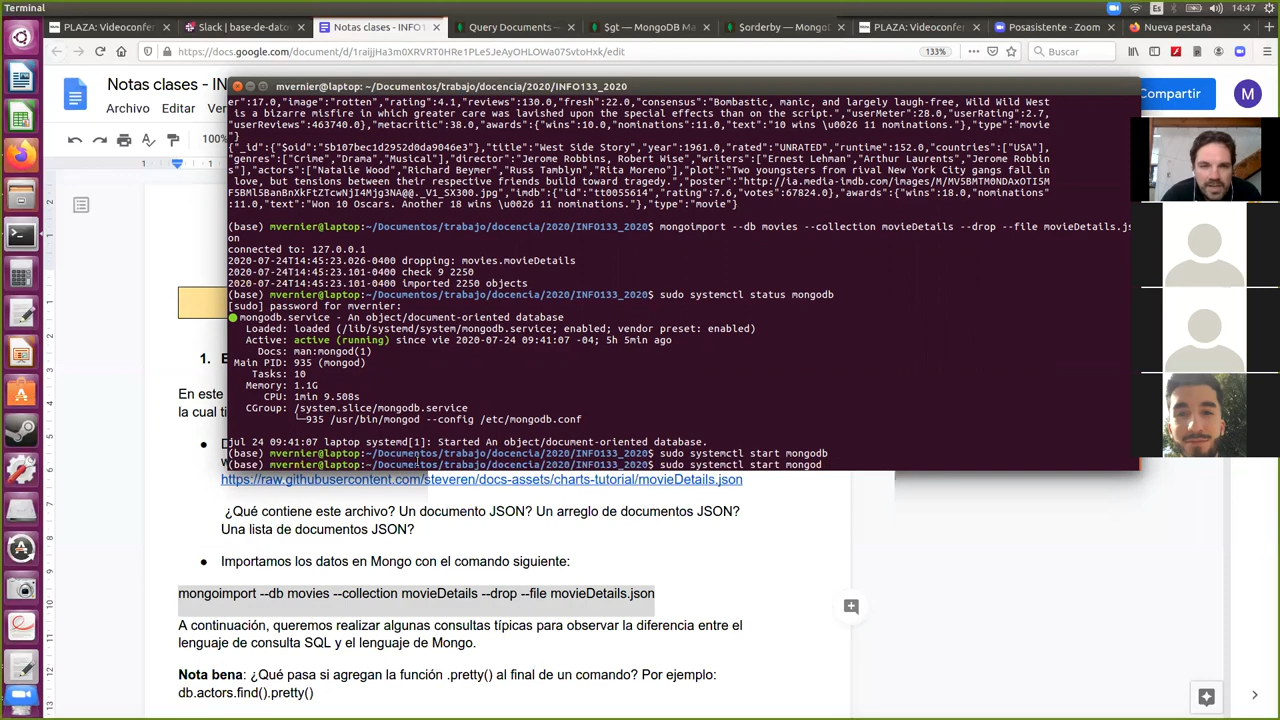 Terminal
Es
14:47
PLAZA: Videoconfer
Slack | base-de-dato
Notas clases - INFO1
Query Documents —
$gt — MongoDB Ma
$orderby — MongoD
PLAZA: Videoconfer
Posasistente - Zoom
Nueva pestaña
https://docs.google.com/document/d/1raijjHa3m0XRVRT0HRe1PLe5JeAyOHLOWa07SvtoHxk/edit
133%
Buscar
Notas clases - I
Archivo Editar Ver
Compartir
M
100%
mvernier@laptop: ~/Documentos/trabajo/docencia/2020/INFO133_2020
er":17.0,"image":"rotten","rating":4.1,"reviews":130.0,"fresh":22.0,"consensus":"Bombastic, manic, and largely laugh-free, Wild Wild West
is a bizarre misfire in which greater care was lavished upon the special effects than on the script.","userMeter":28.0,"userRating":2.7,
"userReviews":463740.0},"metacritic":38.0,"awards":{"wins":10.0,"nominations":11.0,"text":"10 wins \u0026 11 nominations."},"type":"movie"
}
{"_id":{"$oid":"5b107bec1d2952d0da904e3"},"title":"West Side Story","year":1961.0,"rated":"UNRATED","runtime":152.0,"countries":["USA"],
"genres":["Crime","Drama","Musical"],"director":"Jerome Robbins, Robert Wise","writers":["Ernest Lehman","Arthur Laurents","Jerome Robbin
s"],"actors":["Natalie Wood","Richard Beymer","Russ Tamblyn","Rita Moreno"],"plot":"Two youngsters from rival New York City gangs fall in
love, but tensions between their respective friends build toward tragedy.","poster":"http://ia.media-imdb.com/images/M/MV5BMTM0NDAxOTI5M
"imdb":{"id":"tt0055614","rating":7.6,"votes":67824.0},"awards":{"wins":18.0,"nominations"
:11.0,"text":"Won 10 Oscars. Another 18 wins \u0026 11 nominations."},"type":"movie"}
(base) mvernier@laptop:~/Documentos/trabajo/docencia/2020/INFO133_2020$ mongoimport --db movies --collection movieDetails --drop --file movieDetails.js
on
connected to: 127.0.0.1
2020-07-24T14:45:23.026-0400 dropping: movies.movieDetails
2020-07-24T14:45:23.101-0400 check 9 2250
2020-07-24T14:45:23.101-0400 imported 2250 objects
(base) mvernier@laptop:~/Documentos/trabajo/docencia/2020/INFO133_2020$ sudo systemctl status mongodb
[sudo] password for mvernier:
● mongodb.service - An object/document-oriented database
Loaded: loaded (/lib/systemd/system/mongodb.service; enabled; vendor preset: enabled)
Active: active (running) since vie 2020-07-24 09:41:07 -04; 5h 5min ago
Docs: man:mongod(1)
Main PID: 935 (mongod)
Tasks: 10
Memory: 1.1G
CPU: 1min 9.508s
CGroup: /system.slice/mongodb.service
└─935 /usr/bin/mongod --config /etc/mongodb.conf
jul 24 09:41:07 laptop systemd[1]: Started An object/document-oriented database.
(base) mvernier@laptop:~/Documentos/trabajo/docencia/2020/INFO133_2020$ sudo systemctl start mongodb
(base) mvernier@laptop:~/Documentos/trabajo/docencia/2020/INFO133_2020$ sudo systemctl start mongod
1. E
En este
la cual ti
https://raw.githubusercontent.com/steveren/docs-assets/charts-tutorial/movieDetails.json
¿Qué contiene este archivo? Un documento JSON? Un arreglo de documentos JSON?
Una lista de documentos JSON?
● Importamos los datos en Mongo con el comando siguiente:
mongoimport --db movies --collection movieDetails --drop --file movieDetails.json
A continuación, queremos realizar algunas consultas típicas para observar la diferencia entre el
lenguaje de consulta SQL y el lenguaje de Mongo.
Nota bena: ¿Qué pasa si agregan la función .pretty() al final de un comando? Por ejemplo:
db.actors.find().pretty()